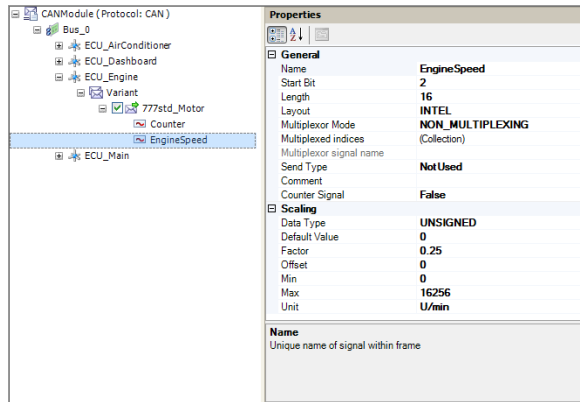 CANModule (Protocol: CAN )
Bus_0
ECU_AirConditioner
ECU_Dashboard
ECU_Engine
Variant
777std_Motor
Counter
EngineSpeed
ECU_Main
Properties
General
Name EngineSpeed
Start Bit 2
Length 16
Layout INTEL
Multiplexor Mode NON_MULTIPLEXING
Multiplexed indices (Collection)
Multiplexor signal name
Send Type NotUsed
Comment
Counter Signal False
Scaling
Data Type UNSIGNED
Default Value 0
Factor 0.25
Offset 0
Min 0
Max 16256
Unit U/min
Name
Unique name of signal within frame